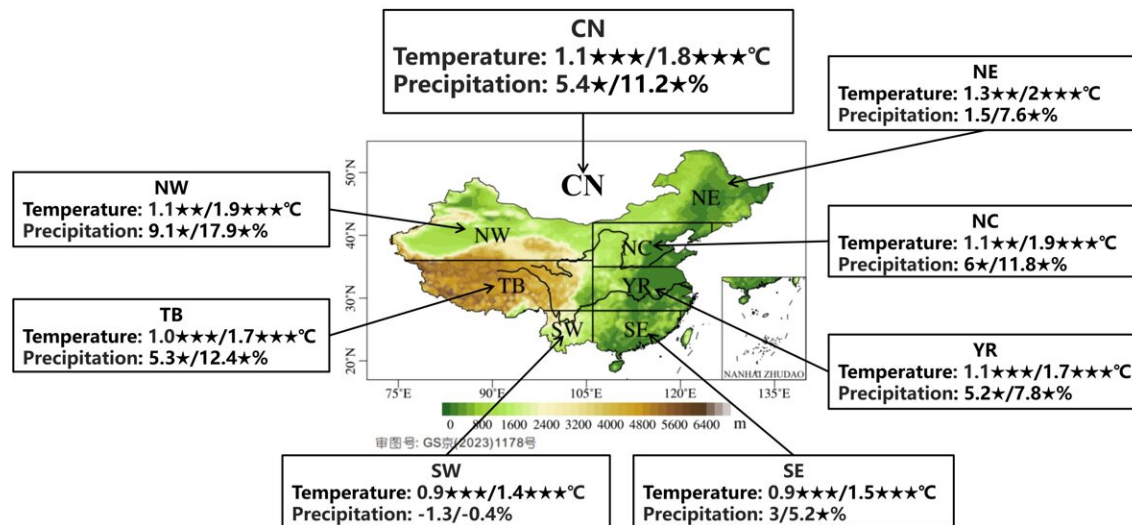 CN
Temperature: 1.1★★★/1.8★★★℃
Precipitation: 5.4★/11.2★%
NE
Temperature: 1.3★★/2★★★℃
Precipitation: 1.5/7.6★%
NW
Temperature: 1.1★★/1.9★★★℃
Precipitation: 9.1★/17.9★%
NC
Temperature: 1.1★★/1.9★★★℃
Precipitation: 6★/11.8★%
TB
Temperature: 1.0★★★/1.7★★★℃
Precipitation: 5.3★/12.4★%
YR
Temperature: 1.1★★★/1.7★★★℃
Precipitation: 5.2★/7.8★%
50°N
40°N
30°N
20°N
CN
NE
NW
NC
TB
YR
SW
SE
NANHAI ZHUDAO
75°E 90°E 105°E 120°E 135°E
0 800 1600 2400 3200 4000 4800 5600 6400 m
审图号: GS京(2023)1178号
SW
Temperature: 0.9★★★/1.4★★★℃
Precipitation: -1.3/-0.4%
SE
Temperature: 0.9★★★/1.5★★★℃
Precipitation: 3/5.2★%